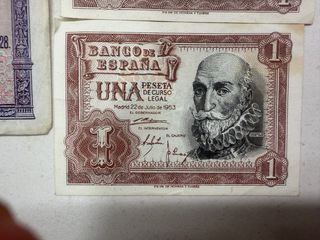 28.
BANCO DE
ESPAÑA
1
UNA PESETA
DE CURSO
LEGAL
Madrid 22 de Julio de 1953
EL GOBERNADOR
EL INTERVENTOR
EL CAJERO
1
1